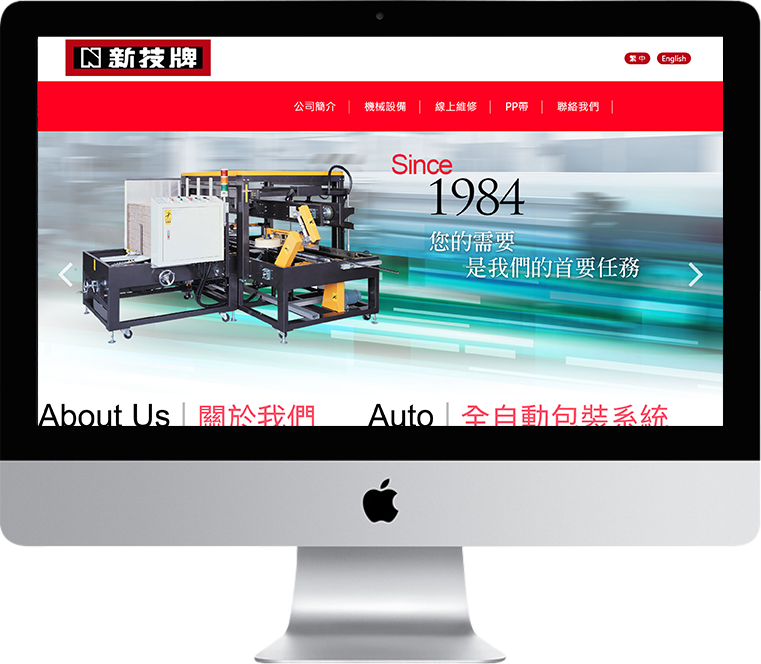 新技牌
繁中 English
公司簡介 機械設備 線上維修 PP帶 聯絡我們
Since
1984
您的需要
是我們的首要任務
About Us 關於我們 Auto 全自動包裝系統